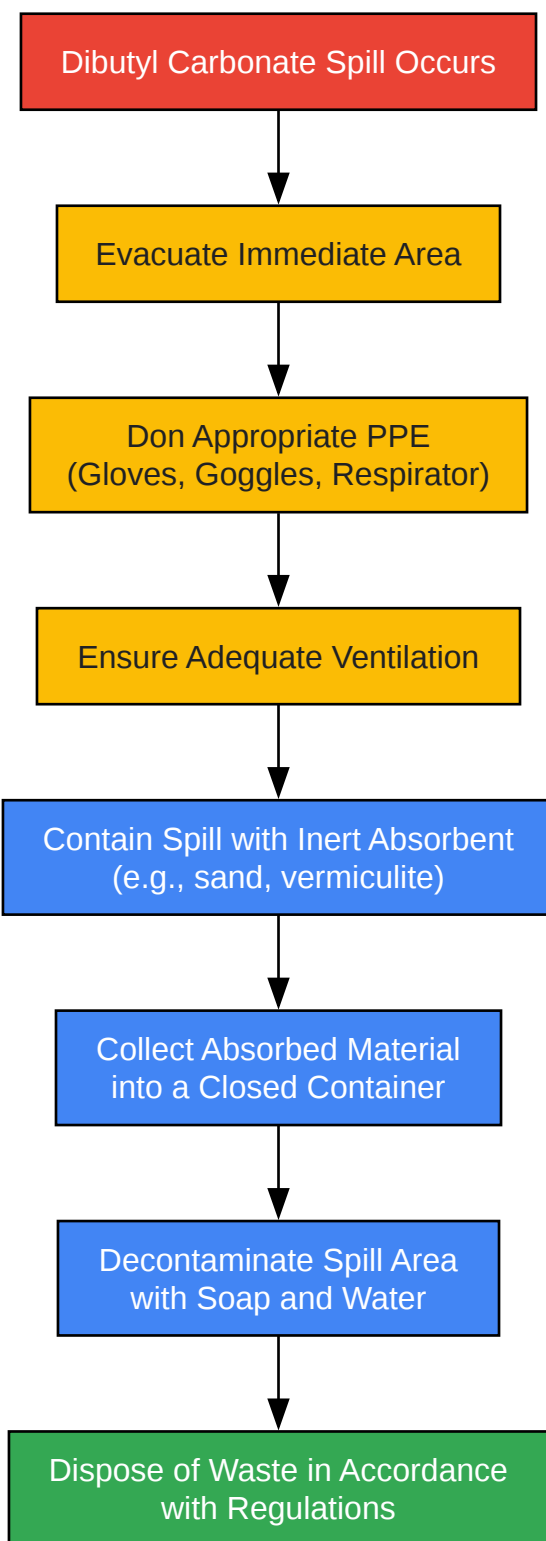 Dibutyl Carbonate Spill Occurs
Evacuate Immediate Area
Don Appropriate PPE
(Gloves, Goggles, Respirator)
Ensure Adequate Ventilation
Contain Spill with Inert Absorbent
(e.g., sand, vermiculite)
Collect Absorbed Material
into a Closed Container
Decontaminate Spill Area
with Soap and Water
Dispose of Waste in Accordance
with Regulations